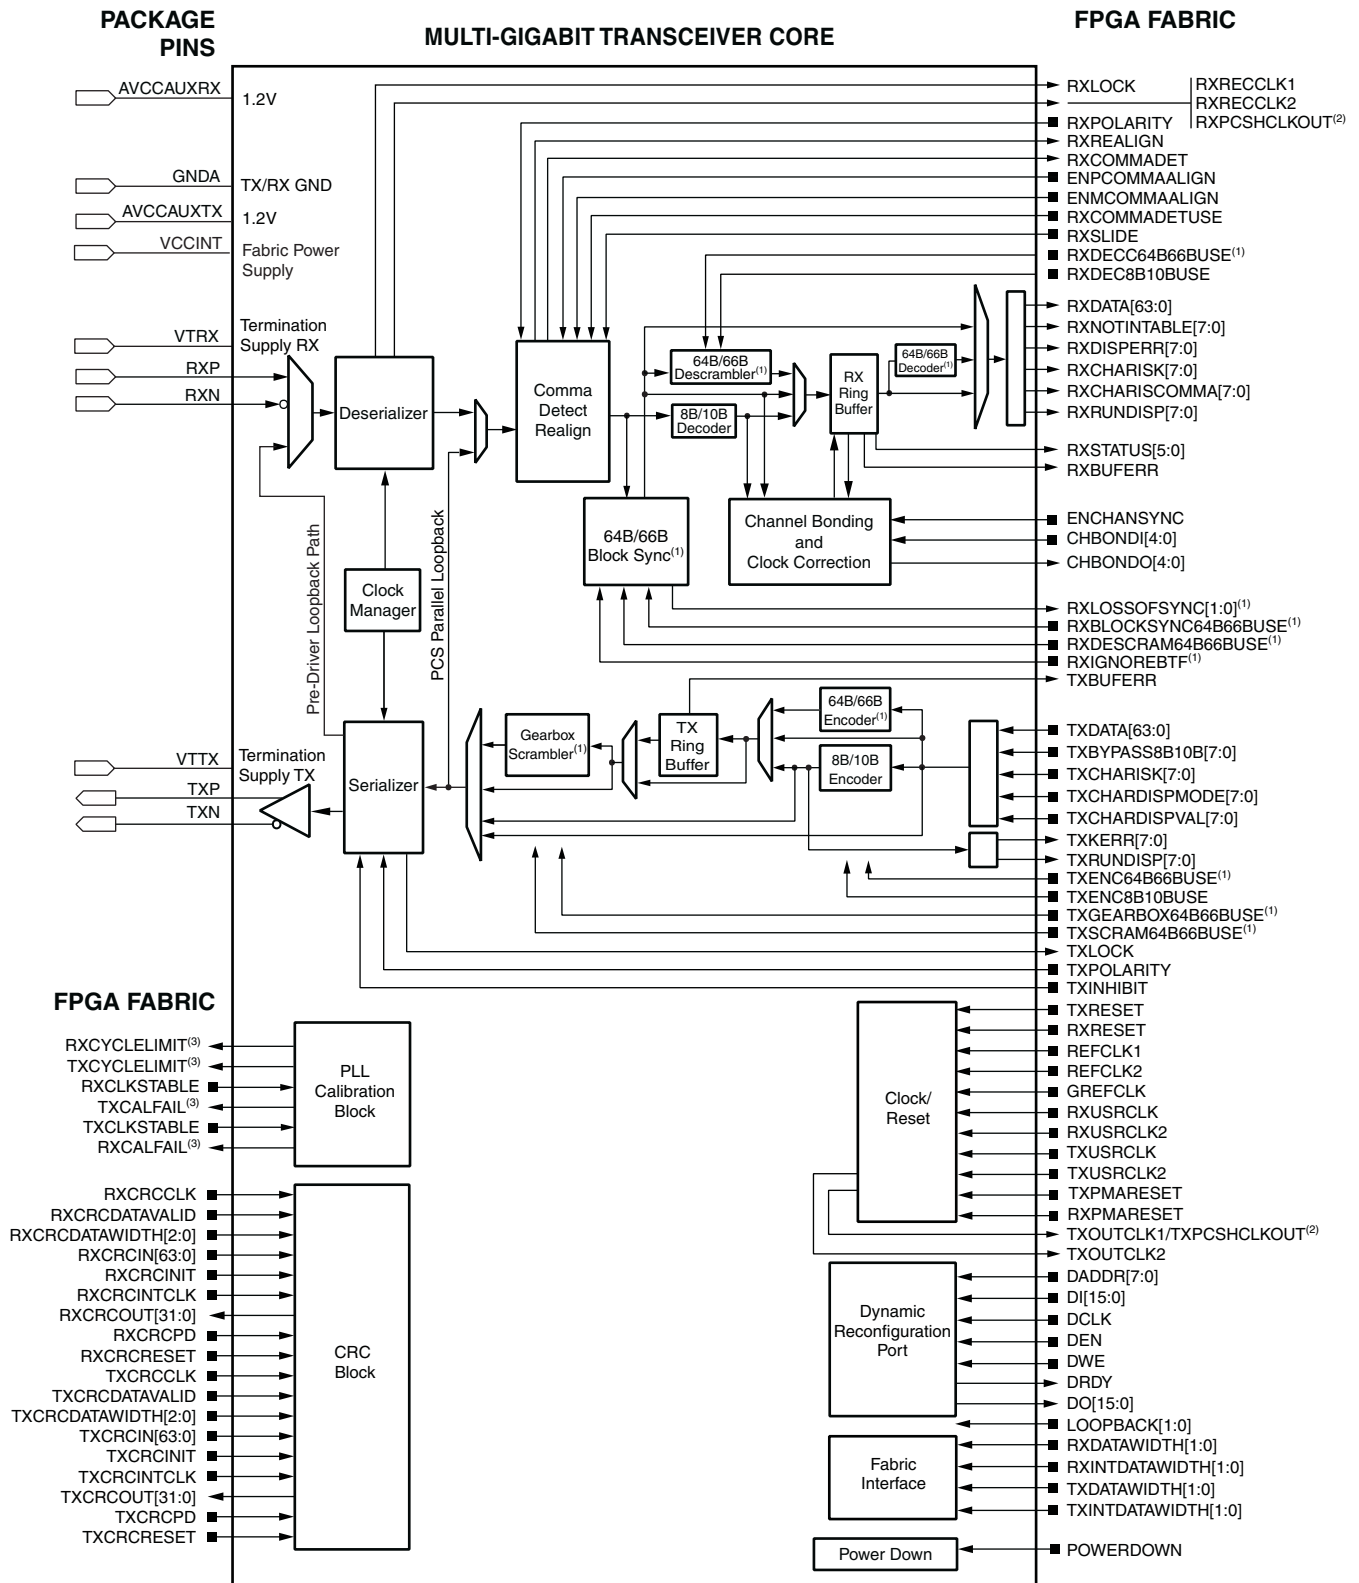 PACKAGE
PINS
MULTI-GIGABIT TRANSCEIVER CORE
FPGA FABRIC
AVCCAUXRX
1.2V
GNDA
TX/RX GND
AVCCAUXTX
1.2V
VCCINT
Fabric Power
Supply
VTRX
Termination
Supply RX
RXP
RXN
Deserializer
Comma
Detect
Realign
64B/66B
Descrambler(1)
8B/10B
Decoder
RX
Ring
Buffer
64B/66B
Decoder(1)
64B/66B
Block Sync(1)
Channel Bonding
and
Clock Correction
Clock
Manager
Pre-Driver Loopback Path
PCS Parallel Loopback
RXLOCK
RXRECCLK1
RXRECCLK2
RXPCSHCLKOUT(2)
RXPOLARITY
RXREALIGN
RXCOMMADET
ENPCOMMAALIGN
ENMCOMMAALIGN
RXCOMMADETUSE
RXSLIDE
RXDECC64B66BUSE(1)
RXDEC8B10BUSE
RXDATA[63:0]
RXNOTINTABLE[7:0]
RXDISPERR[7:0]
RXCHARISK[7:0]
RXCHARISCOMMA[7:0]
RXRUNDISP[7:0]
RXSTATUS[5:0]
RXBUFERR
ENCHANSYNC
CHBONDI[4:0]
CHBONDO[4:0]
RXLOSSOFSYNC[1:0](1)
RXBLOCKSYNC64B66BUSE(1)
RXDESCRAM64B66BUSE(1)
RXIGNOREBTF(1)
TXBUFERR
VTTX
Termination
Supply TX
TXP
TXN
Serializer
Gearbox
Scrambler(1)
TX
Ring
Buffer
64B/66B
Encoder(1)
8B/10B
Encoder
TXDATA[63:0]
TXBYPASS8B10B[7:0]
TXCHARISK[7:0]
TXCHARDISPMODE[7:0]
TXCHARDISPVAL[7:0]
TXKERR[7:0]
TXRUNDISP[7:0]
TXENC64B66BUSE(1)
TXENC8B10BUSE
TXGEARBOX64B66BUSE(1)
TXSCRAM64B66BUSE(1)
TXLOCK
TXPOLARITY
TXINHIBIT
FPGA FABRIC
RXCYCLELIMIT(3)
TXCYCLELIMIT(3)
RXCLKSTABLE
TXCALFAIL(3)
TXCLKSTABLE
RXCALFAIL(3)
PLL
Calibration
Block
RXCRCCLK
RXCRCDATAVALID
RXCRCDATAWIDTH[2:0]
RXCRCIN[63:0]
RXCRCINIT
RXCRCINTCLK
RXCRCOUT[31:0]
RXCRCPD
RXCRCRESET
TXCRCCLK
TXCRCDATAVALID
TXCRCDATAWIDTH[2:0]
TXCRCIN[63:0]
TXCRCINIT
TXCRCINTCLK
TXCRCOUT[31:0]
TXCRCPD
TXCRCRESET
CRC
Block
Clock/
Reset
TXRESET
RXRESET
REFCLK1
REFCLK2
GREFCLK
RXUSRCLK
RXUSRCLK2
TXUSRCLK
TXUSRCLK2
TXPMARESET
RXPMARESET
TXOUTCLK1/TXPCSHCLKOUT(2)
TXOUTCLK2
Dynamic
Reconfiguration
Port
DADDR[7:0]
DI[15:0]
DCLK
DEN
DWE
DRDY
DO[15:0]
LOOPBACK[1:0]
Fabric
Interface
RXDATAWIDTH[1:0]
RXINTDATAWIDTH[1:0]
TXDATAWIDTH[1:0]
TXINTDATAWIDTH[1:0]
Power Down
POWERDOWN